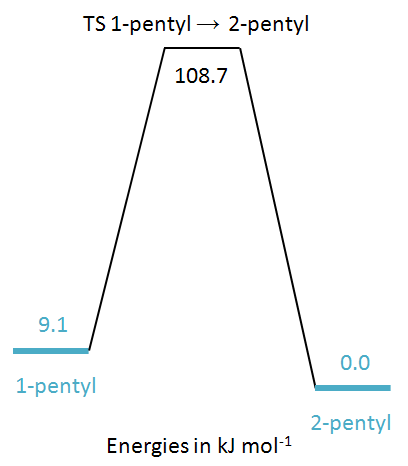 TS 1-pentyl → 2-pentyl
108.7
9.1
1-pentyl
0.0
2-pentyl
Energies in kJ mol⁻¹